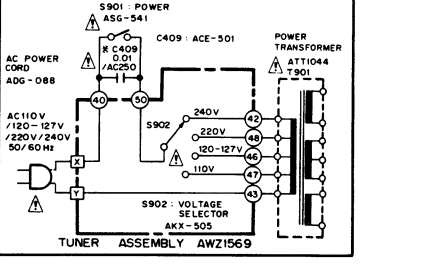 S901 : POWER
ASG-541
※ C409
0.01
/AC250
C409 : ACE-501
POWER
TRANSFORMER
ATT1044
T901
AC POWER
CORD
ADG-088
40
50
AC110V
/120-127V
/220V/240V
50/60Hz
S902
240V
42
220V
48
120-127V
46
110V
47
X
Y
43
S902 : VOLTAGE
SELECTOR
AKX-505
TUNER ASSEMBLY AWZ1569